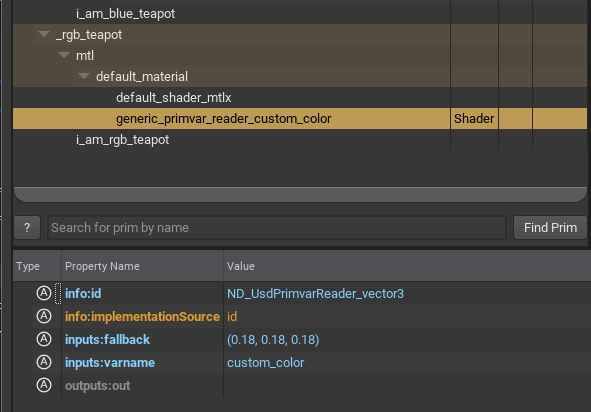 i_am_blue_teapot
_rgb_teapot
mtl
default_material
default_shader_mtlx
generic_primvar_reader_custom_color Shader
i_am_rgb_teapot
? Search for prim by name Find Prim
Type Property Name Value
A info:id ND_UsdPrimvarReader_vector3
A info:implementationSource id
A inputs:fallback (0.18, 0.18, 0.18)
A inputs:varname custom_color
A outputs:out